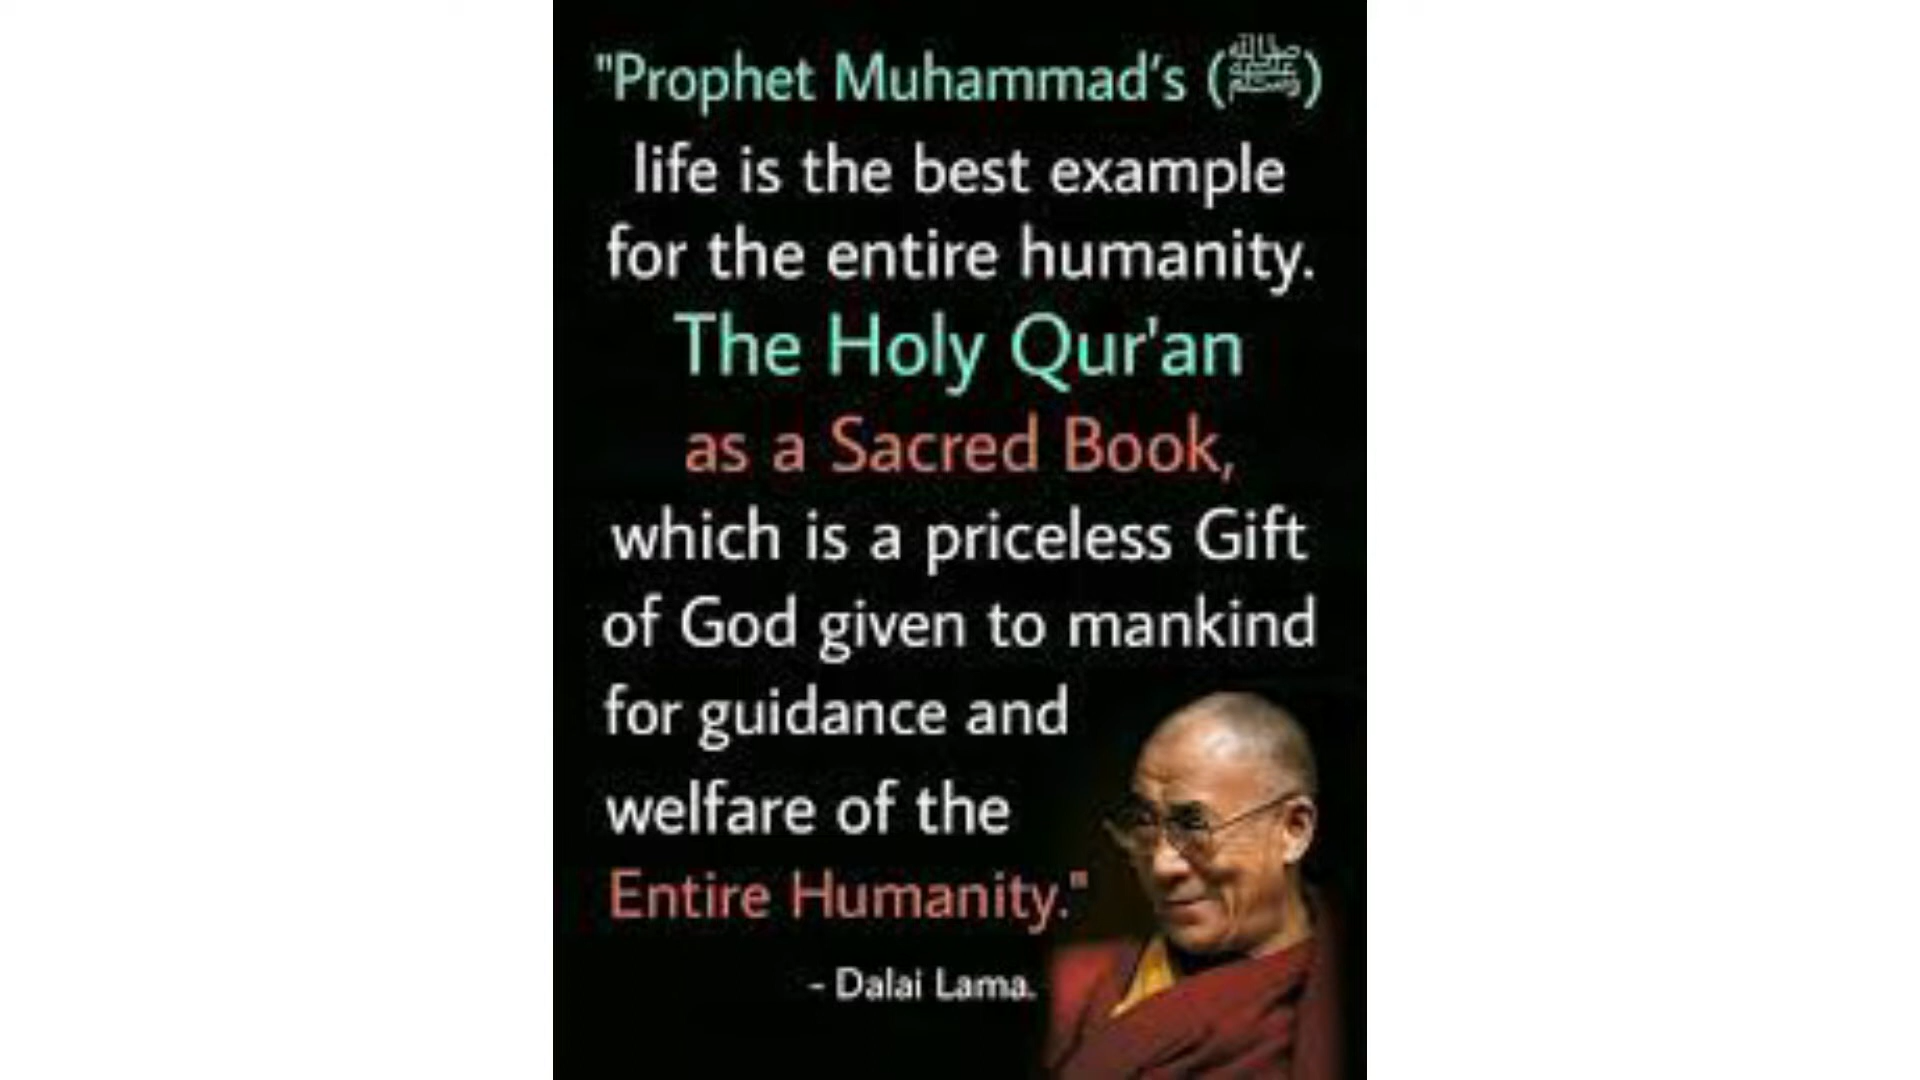 "Prophet Muhammad’s (ﷺ)
life is the best example
for the entire humanity.
The Holy Qur'an
as a Sacred Book,
which is a priceless Gift
of God given to mankind
for guidance and
welfare of the
Entire Humanity."
- Dalai Lama.